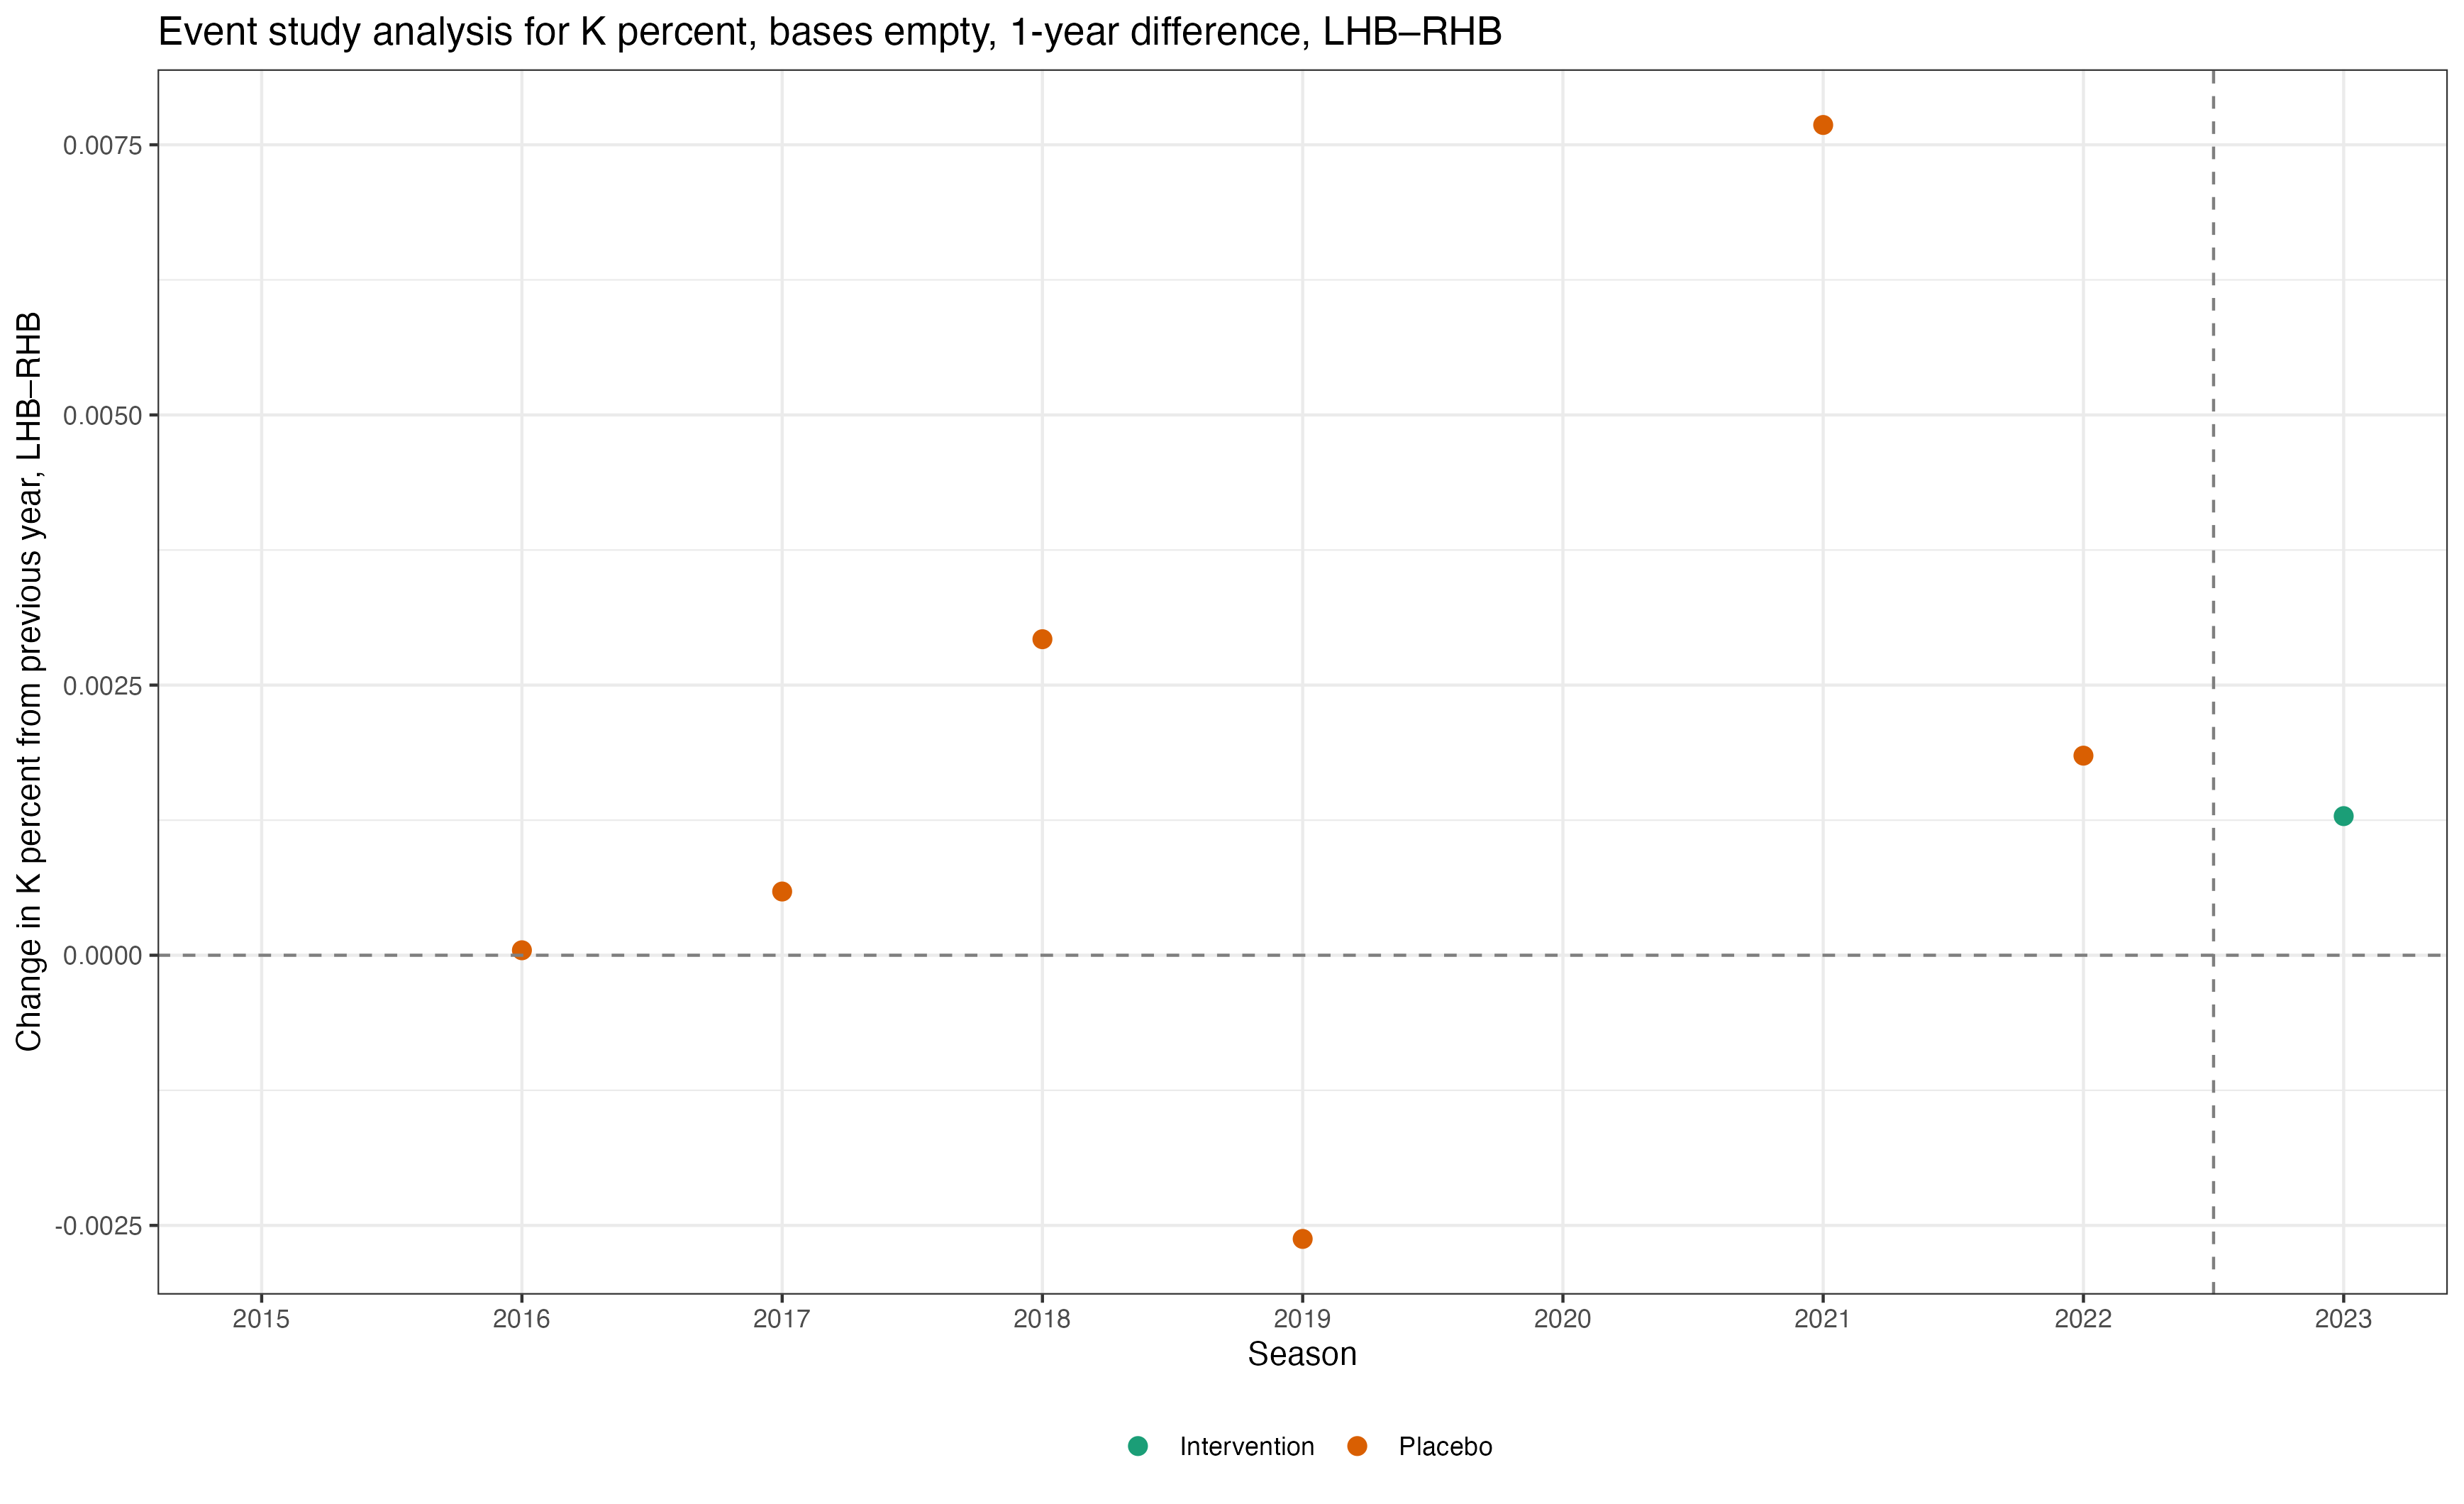 Event study analysis for K percent, bases empty, 1-year difference, LHB–RHB
Change in K percent from previous year, LHB–RHB
0.0075
0.0050
0.0025
0.0000
-0.0025
2015 2016 2017 2018 2019 2020 2021 2022 2023
Season
Intervention Placebo